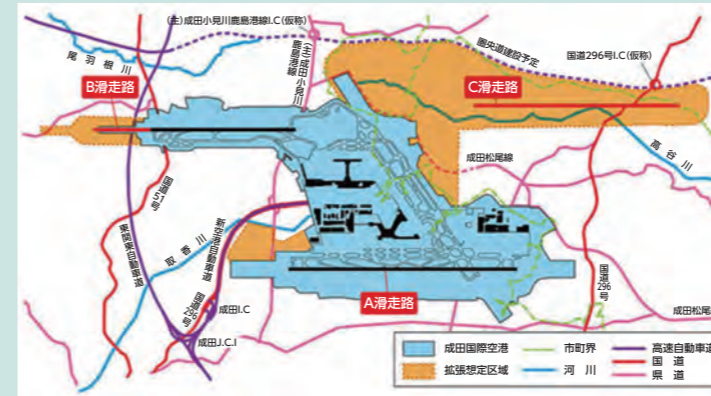 (主)成田小見川鹿島港線I.C(仮称)
尾羽根川
(主)成田小見川鹿島港線
圏央道建設予定
国道296号I.C(仮称)
B滑走路
C滑走路
成田松尾線
高谷川
国道51号
東関東自動車道
新空港自動車道
取香川
国道296号
国道296号
成田I.C
成田J.C.I
A滑走路
成田松尾
成田国際空港
市町界
高速自動車道
国道
拡張想定区域
河川
県道